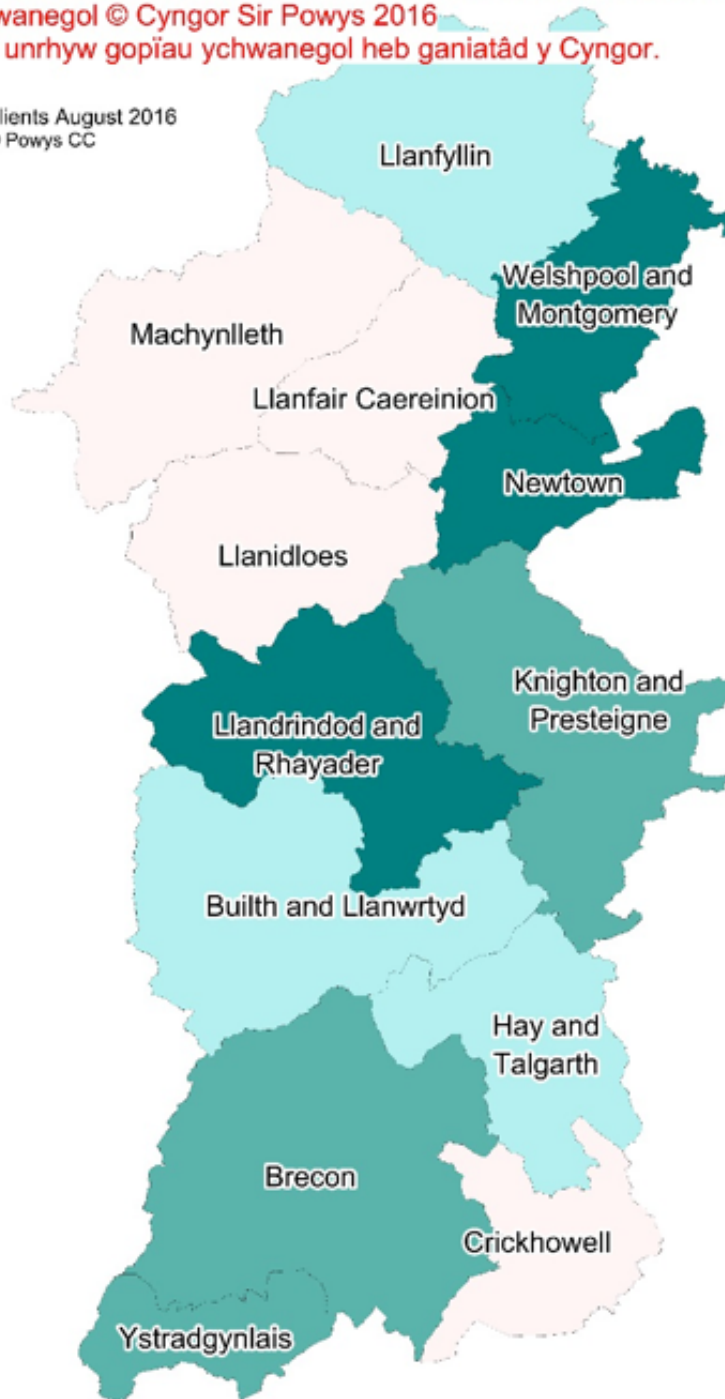 wanegol © Cyngor Sir Powys 2016
unrhyw gopïau ychwanegol heb ganiatâd y Cyngor.
lients August 2016
Powys CC
Llanfyllin
Welshpool and
Montgomery
Machynlleth
Llanfair Caereinion
Newtown
Llanidloes
Knighton and
Presteigne
Llandrindod and
Rhayader
Builth and Llanwrtyd
Hay and
Talgarth
Brecon
Crickhowell
Ystradgynlais